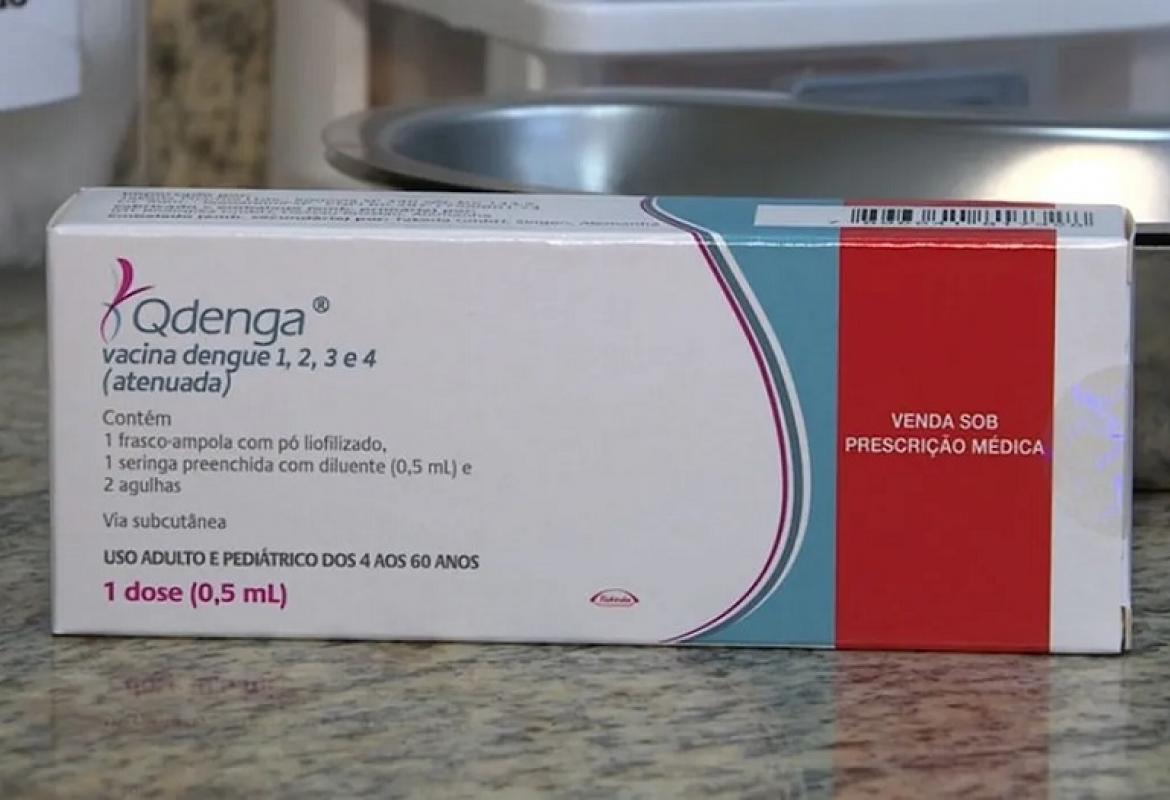 Qdenga®
vacina dengue 1, 2, 3 e 4
(atenuada)
Contém
1 frasco-ampola com pó liofilizado,
1 seringa preenchida com diluente (0,5 mL) e
2 agulhas
Via subcutânea
USO ADULTO E PEDIÁTRICO DOS 4 AOS 60 ANOS
1 dose (0,5 mL)
Takeda
VENDA SOB
PRESCRIÇÃO MÉDICA